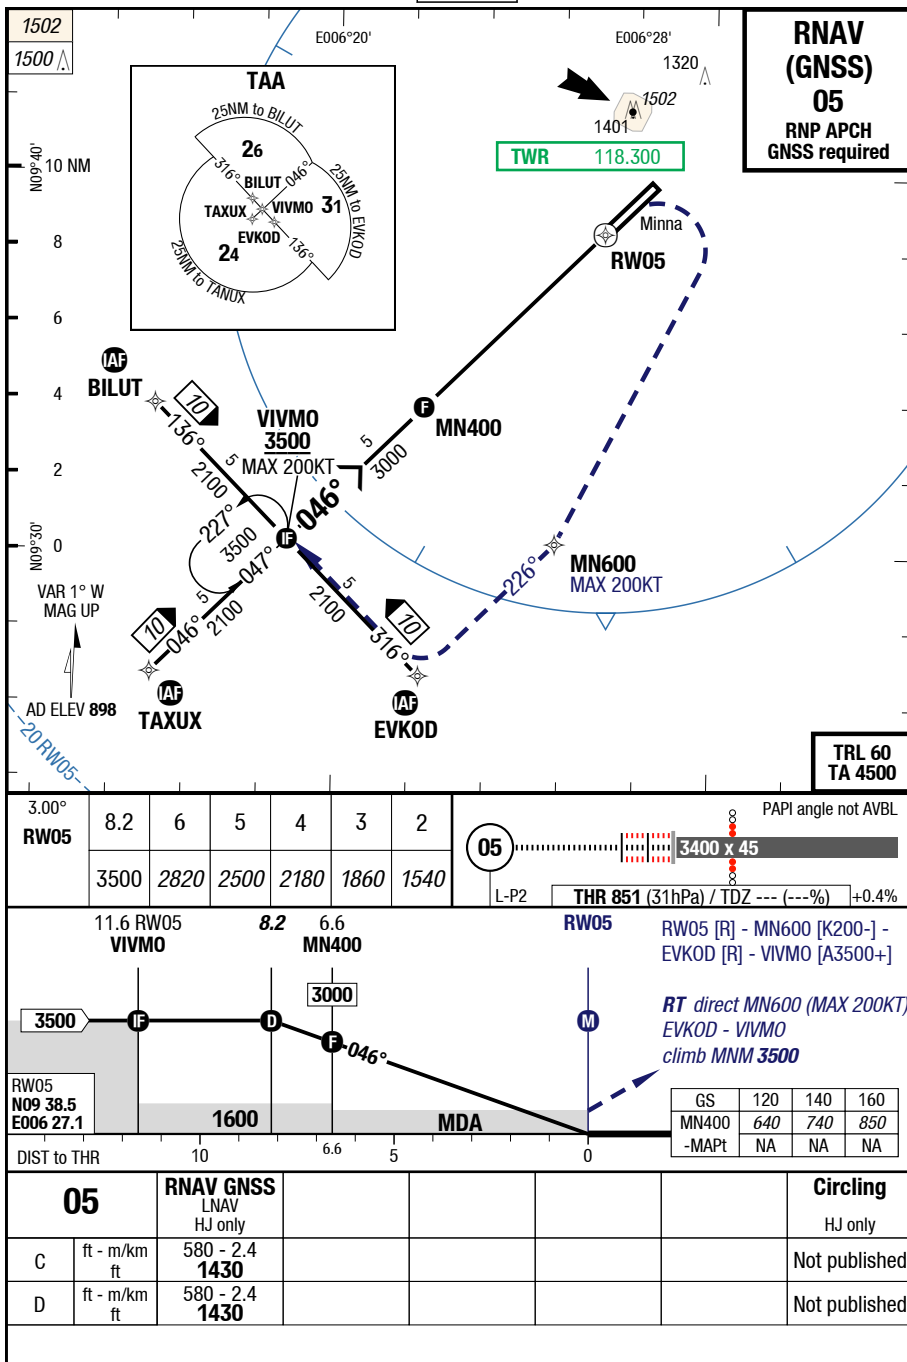 1502
1500
E006°20'
E006°28'
1320
1502
1401
RNAV
(GNSS)
05
RNP APCH
GNSS required
TWR 118.300
TAA
25NM to BILUT
26
316°
046°
BILUT
TAXUX
VIVMO
31
25NM to EVKOD
EVKOD
24
136°
25NM to TANUX
N09°40'
10 NM
8
6
4
2
0
N09°30'
Minna
RW05
IAF
BILUT
10
136°
5
2100
VIVMO
3500
MAX 200KT
F
MN400
5
3000
046°
227°
3500
047°
IF
MN600
MAX 200KT
226°
5
2100
10
316°
10
046°
5
2100
IAF
TAXUX
IAF
EVKOD
VAR 1° W
MAG UP
AD ELEV 898
20 RW05
TRL 60
TA 4500
3.00°
RW05
8.2 6 5 4 3 2
3500 2820 2500 2180 1860 1540
PAPI angle not AVBL
05
3400 x 45
L-P2
THR 851 (31hPa) / TDZ --- (---%)
+0.4%
11.6 RW05
VIVMO
8.2
6.6
MN400
RW05
RW05 [R] - MN600 [K200-] -
EVKOD [R] - VIVMO [A3500+]
3000
3500
IF
D
F
046°
M
RT direct MN600 (MAX 200KT)
EVKOD - VIVMO
climb MNM 3500
RW05
N09 38.5
E006 27.1
1600
MDA
GS 120 140 160
MN400 640 740 850
-MAPt NA NA NA
DIST to THR
10
6.6
5
0
05
RNAV GNSS
LNAV
HJ only
Circling
HJ only
C
ft - m/km
ft
580 - 2.4
1430
Not published
D
ft - m/km
ft
580 - 2.4
1430
Not published